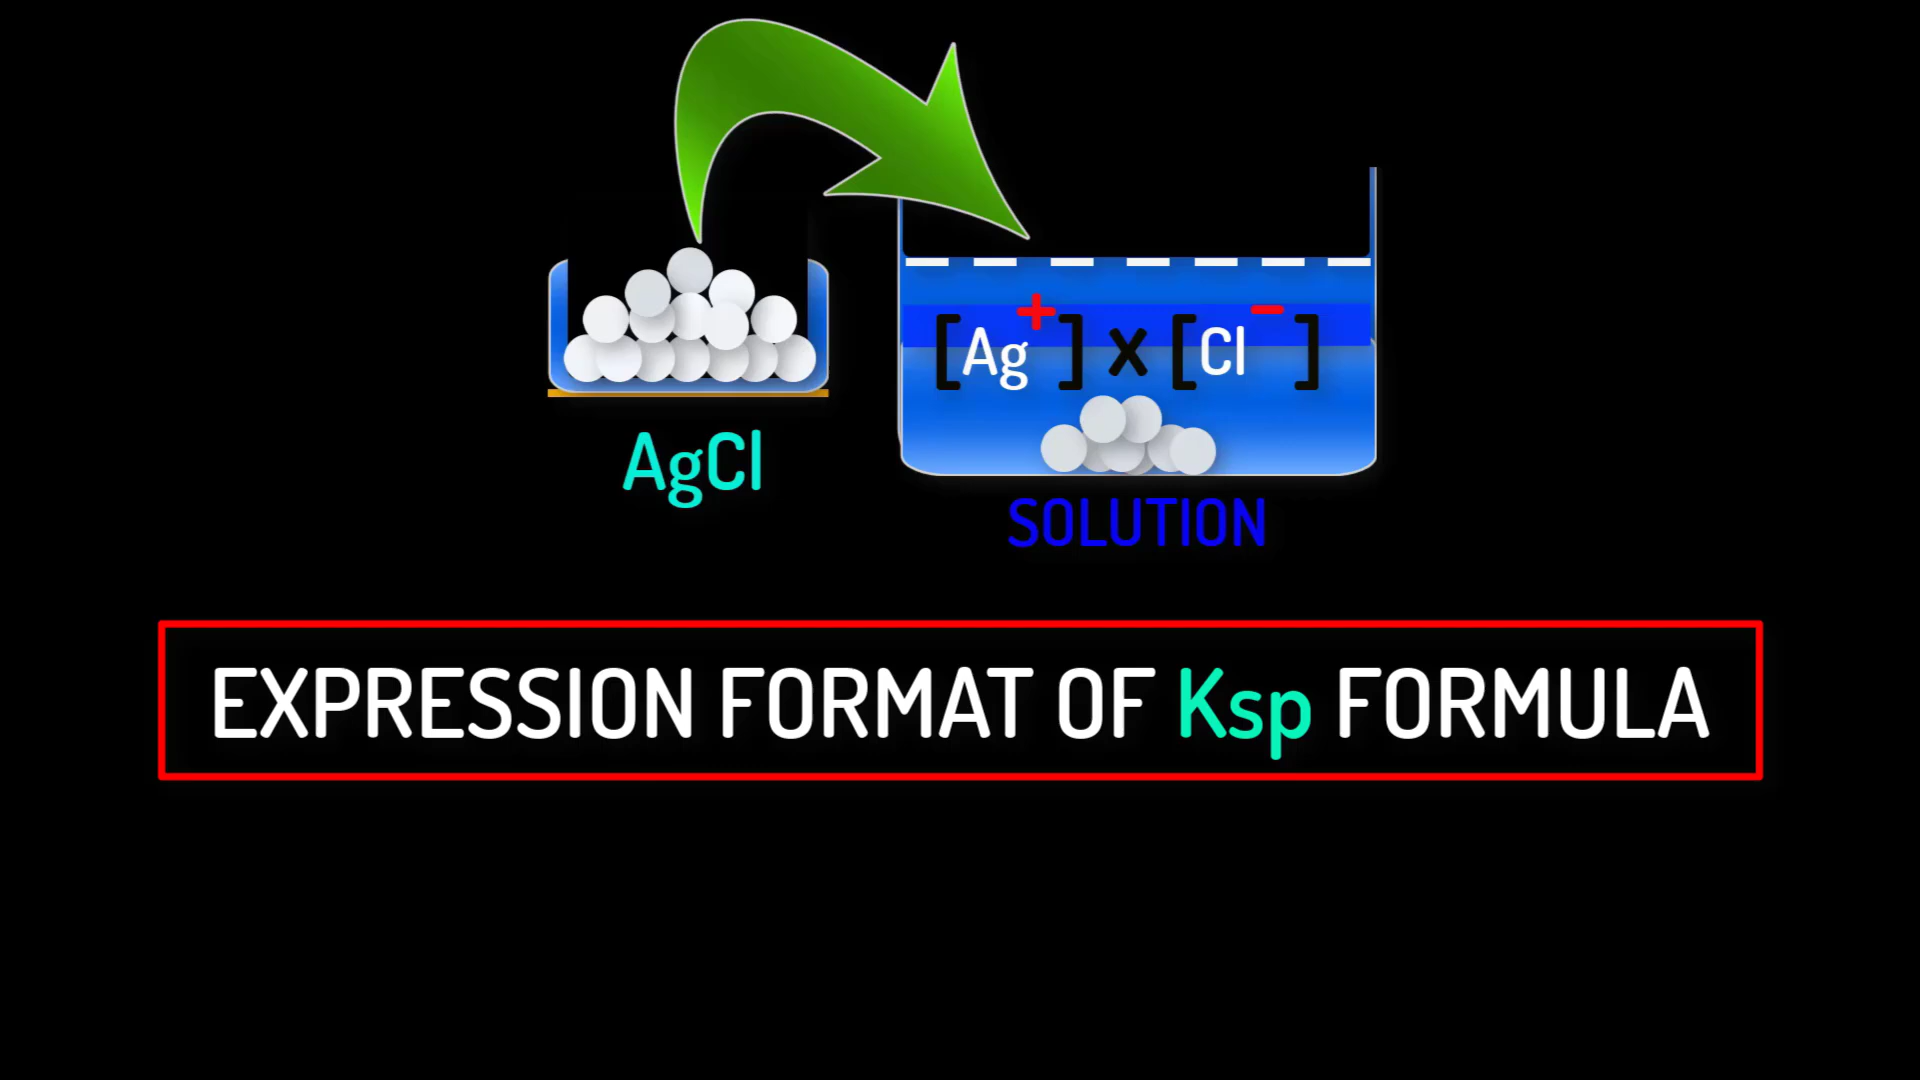 [Ag+] x [Cl−]
AgCl
SOLUTION
EXPRESSION FORMAT OF Ksp FORMULA